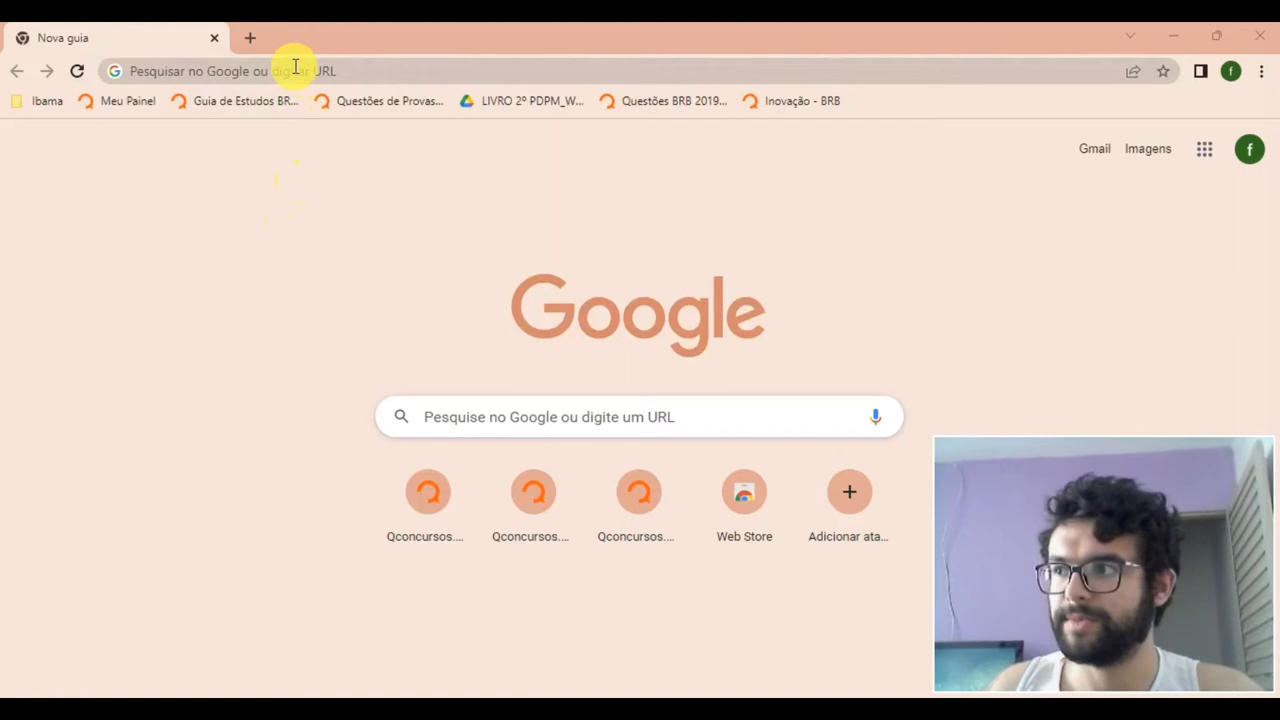 Nova guia
Pesquisar no Google ou digitar URL
Ibama Meu Painel Guia de Estudos BR... Questões de Provas... LIVRO 2º PDPM_W... Questões BRB 2019... Inovação - BRB
Gmail Imagens f
Google
Pesquise no Google ou digite um URL
Qconcursos.... Qconcursos.... Qconcursos.... Web Store Adicionar ata...